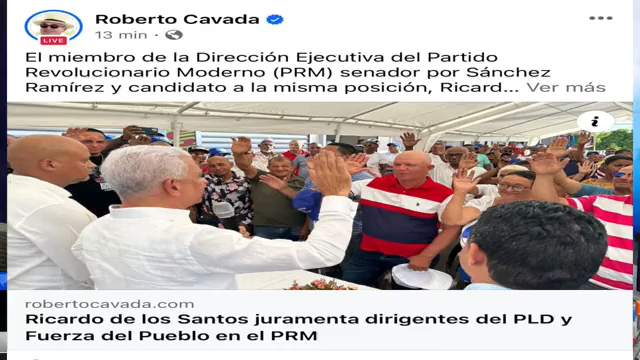 Roberto Cavada
LIVE
13 min
El miembro de la Dirección Ejecutiva del Partido
Revolucionario Moderno (PRM) senador por Sánchez
Ramírez y candidato a la misma posición, Ricard... Ver más
i
robertocavada.com
Ricardo de los Santos juramenta dirigentes del PLD y
Fuerza del Pueblo en el PRM